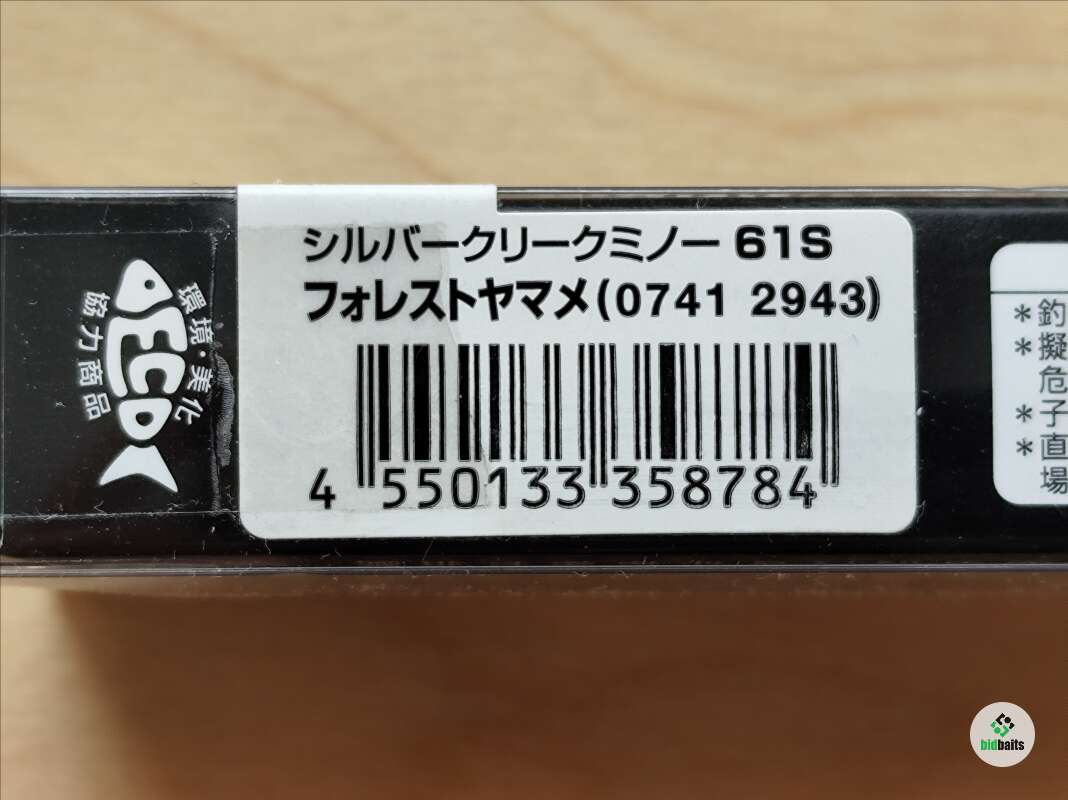 環境・美化
ECO
協力商品
シルバークリークミノー 61S
フォレストヤマメ(0741 2943)
4 550133 358784
*釣
*擬
危
*子
*直
場
bidbaits